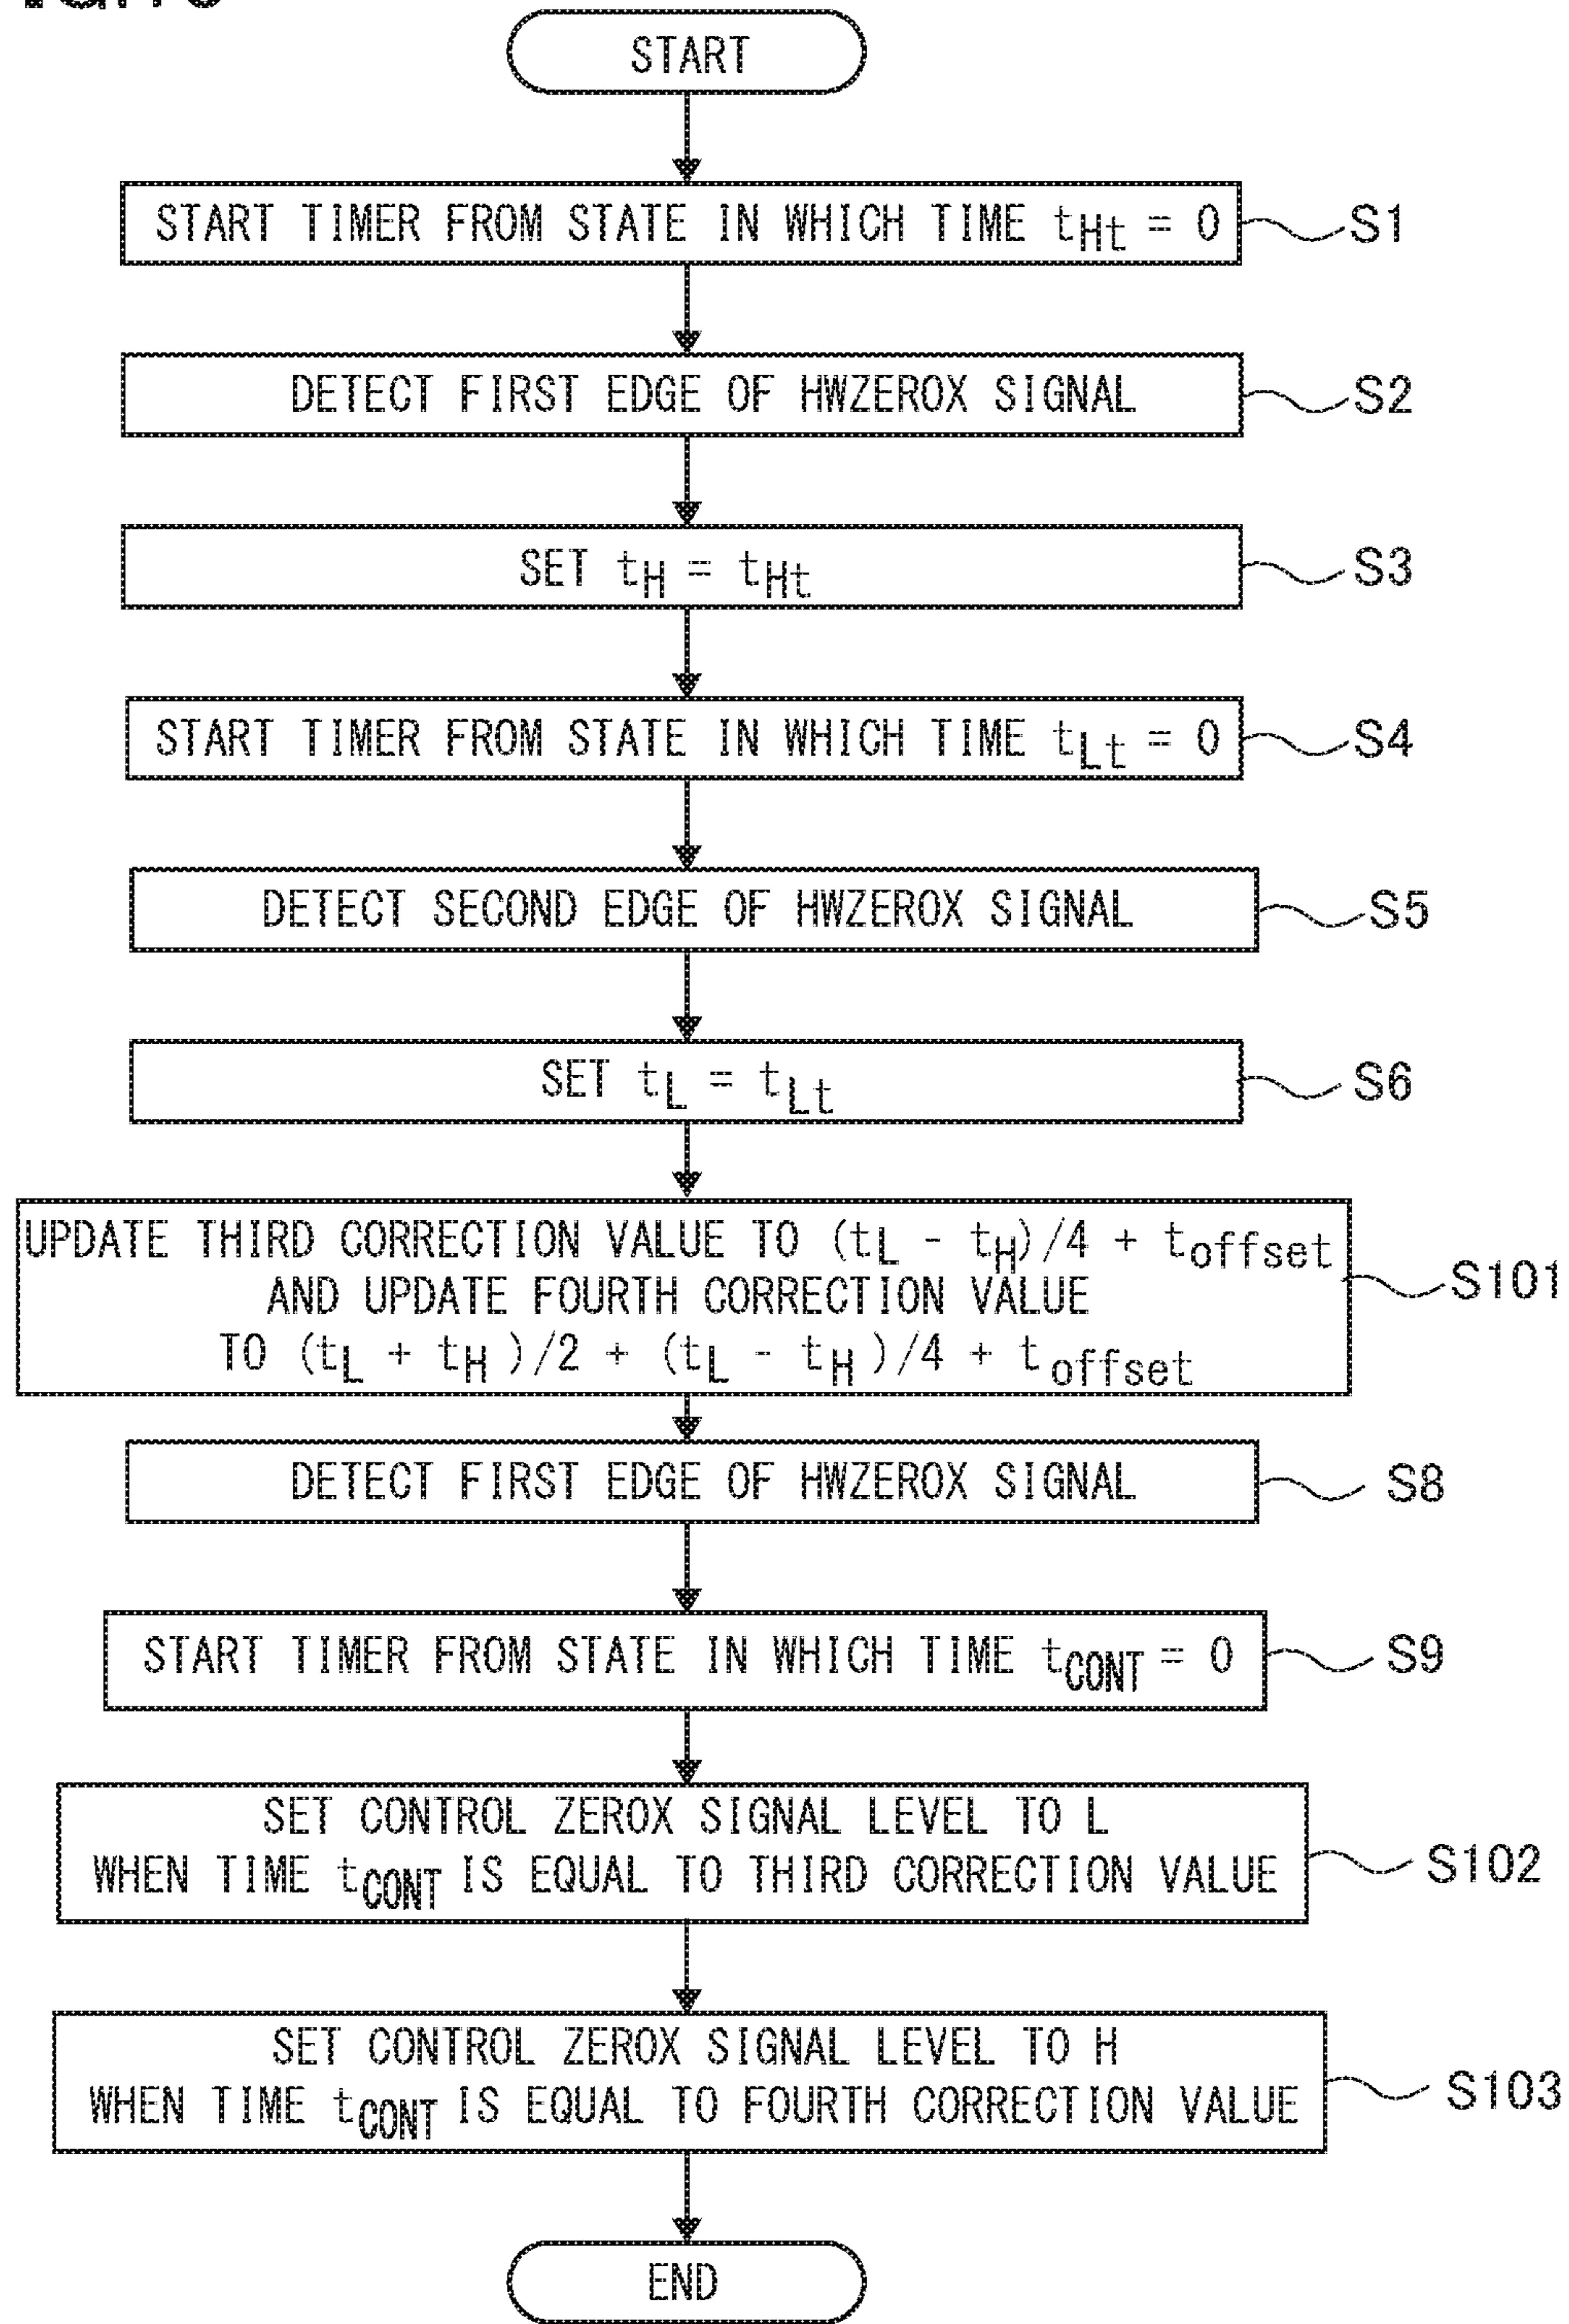 START
START TIMER FROM STATE IN WHICH TIME tHt = 0
S1
DETECT FIRST EDGE OF HWZEROX SIGNAL
S2
SET tH = tHt
S3
START TIMER FROM STATE IN WHICH TIME tLt = 0
S4
DETECT SECOND EDGE OF HWZEROX SIGNAL
S5
SET tL = tLt
S6
UPDATE THIRD CORRECTION VALUE TO (tL - tH)/4 + toffset
AND UPDATE FOURTH CORRECTION VALUE
TO (tL + tH)/2 + (tL - tH)/4 + toffset
S101
DETECT FIRST EDGE OF HWZEROX SIGNAL
S8
START TIMER FROM STATE IN WHICH TIME tCONT = 0
S9
SET CONTROL ZEROX SIGNAL LEVEL TO L
WHEN TIME tCONT IS EQUAL TO THIRD CORRECTION VALUE
S102
SET CONTROL ZEROX SIGNAL LEVEL TO H
WHEN TIME tCONT IS EQUAL TO FOURTH CORRECTION VALUE
S103
END